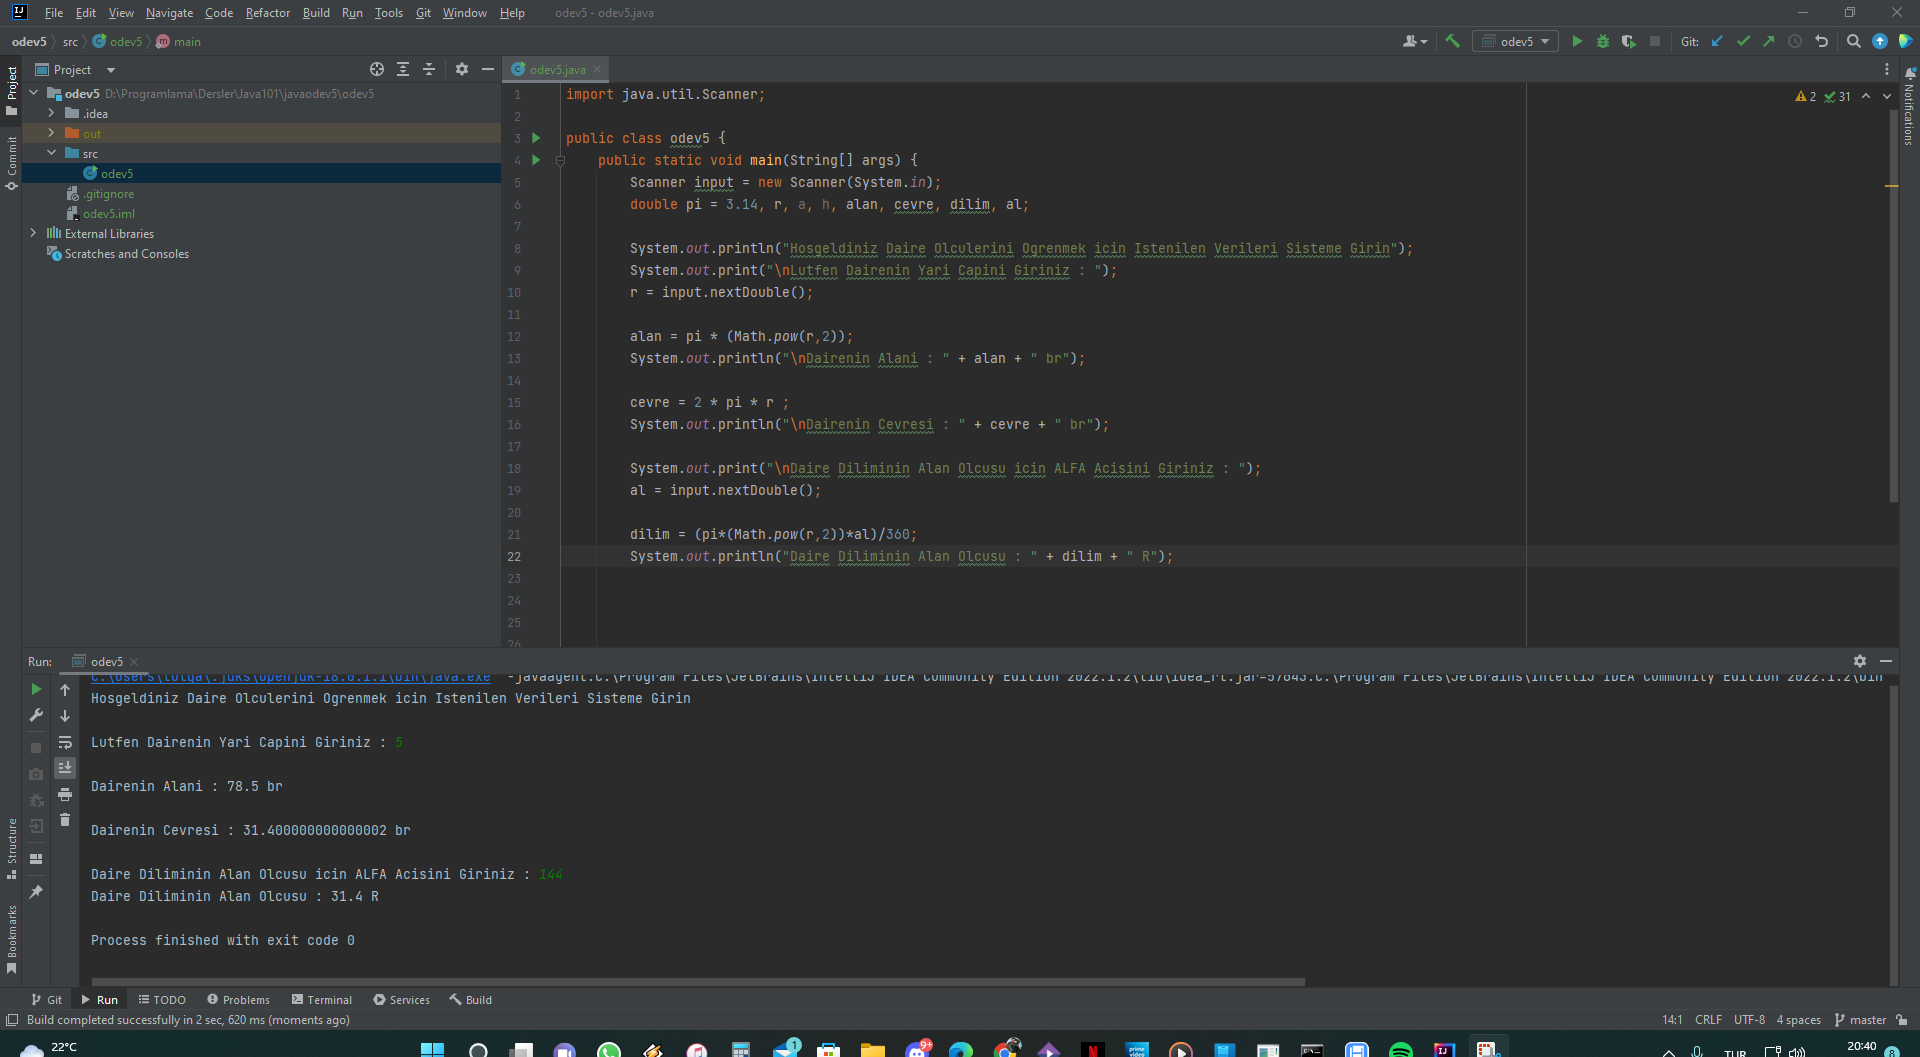 File Edit View Navigate Code Refactor Build Run Tools Git Window Help odev5 - odev5.java
odev5 src odev5 main
odev5 Git:
Project
odev5.java
odev5 D:\Programlama\Dersler\Java101\javaodev5\odev5
.idea
out
src
odev5
.gitignore
odev5.iml
External Libraries
Scratches and Consoles
Project
Commit
Structure
Bookmarks
Notifications
2 31
1 import java.util.Scanner;
2
3 public class odev5 {
4 public static void main(String[] args) {
5 Scanner input = new Scanner(System.in);
6 double pi = 3.14, r, a, h, alan, cevre, dilim, al;
7
8 System.out.println("Hosgeldiniz Daire Olculerini Ogrenmek icin Istenilen Verileri Sisteme Girin");
9 System.out.print("\nLutfen Dairenin Yari Capini Giriniz : ");
10 r = input.nextDouble();
11
12 alan = pi * (Math.pow(r,2));
13 System.out.println("\nDairenin Alani : " + alan + " br");
14
15 cevre = 2 * pi * r ;
16 System.out.println("\nDairenin Cevresi : " + cevre + " br");
17
18 System.out.print("\nDaire Diliminin Alan Olcusu icin ALFA Acisini Giriniz : ");
19 al = input.nextDouble();
20
21 dilim = (pi*(Math.pow(r,2))*al)/360;
22 System.out.println("Daire Diliminin Alan Olcusu : " + dilim + " R");
23
24
25
26
Run: odev5
C:\Users\tolga\.jdks\openjdk-18.0.1.1\bin\java.exe "-javaagent:C:\Program Files\JetBrains\IntelliJ IDEA Community Edition 2022.1.2\lib\idea_rt.jar=57643:C:\Program Files\JetBrains\IntelliJ IDEA Community Edition 2022.1.2\bin
Hosgeldiniz Daire Olculerini Ogrenmek icin Istenilen Verileri Sisteme Girin
Lutfen Dairenin Yari Capini Giriniz : 5
Dairenin Alani : 78.5 br
Dairenin Cevresi : 31.400000000000002 br
Daire Diliminin Alan Olcusu icin ALFA Acisini Giriniz : 144
Daire Diliminin Alan Olcusu : 31.4 R
Process finished with exit code 0
Git Run TODO Problems Terminal Services Build
Build completed successfully in 2 sec, 620 ms (moments ago) 14:1 CRLF UTF-8 4 spaces master
22°C 1 9+ TUR 20:40 8